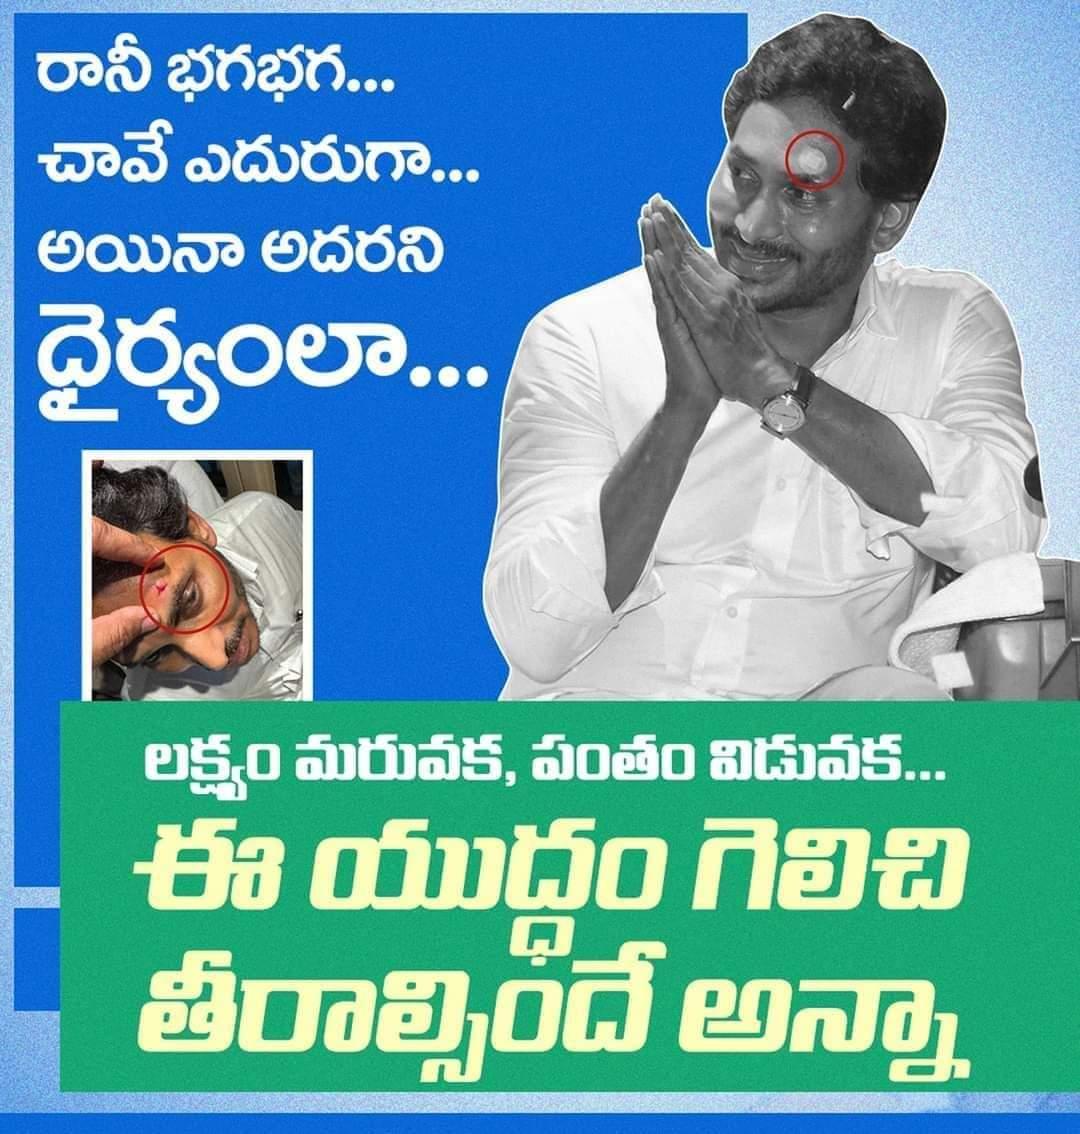 రానీ భగభగ...
చావే ఎదురుగా...
అయినా అదరని
ధైర్యంలా...
లక్ష్యం మరువక, పంతం విడువక...
ఈ యుద్ధం గెలిచి
తీరాల్సిందే అన్నా